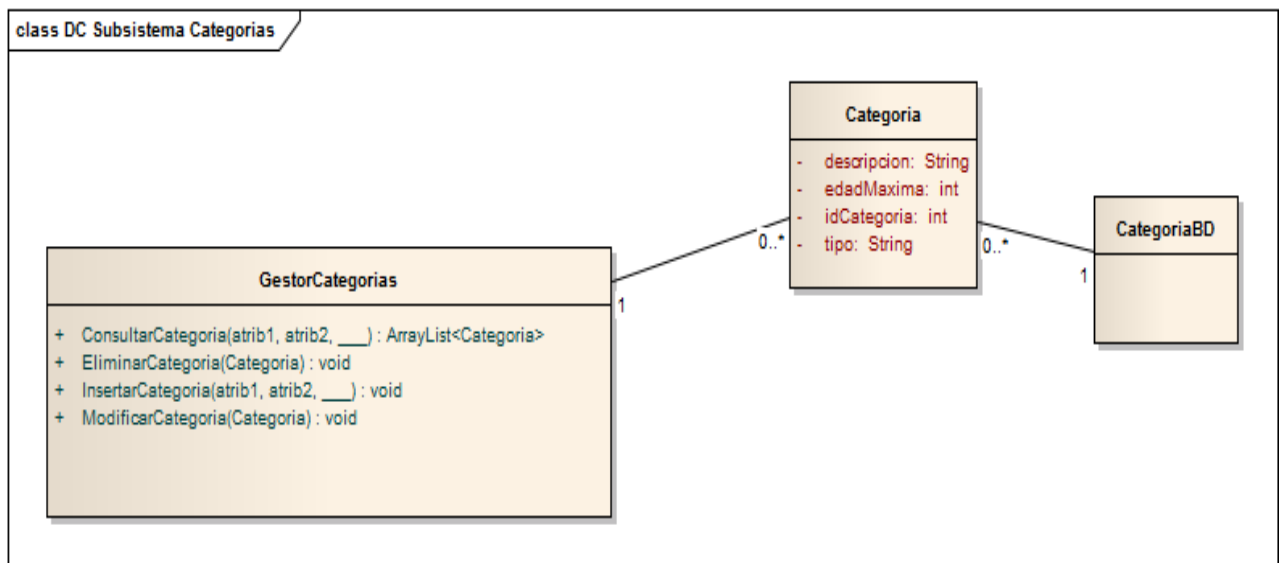 class DC Subsistema Categorias
Categoria
- descripcion: String
- edadMaxima: int
- idCategoria: int
- tipo: String
CategoriaBD
0..*
0..*
1
1
GestorCategorias
+ ConsultarCategoria(atrib1, atrib2, ___) : ArrayList<Categoria>
+ EliminarCategoria(Categoria) : void
+ InsertarCategoria(atrib1, atrib2, ___) : void
+ ModificarCategoria(Categoria) : void